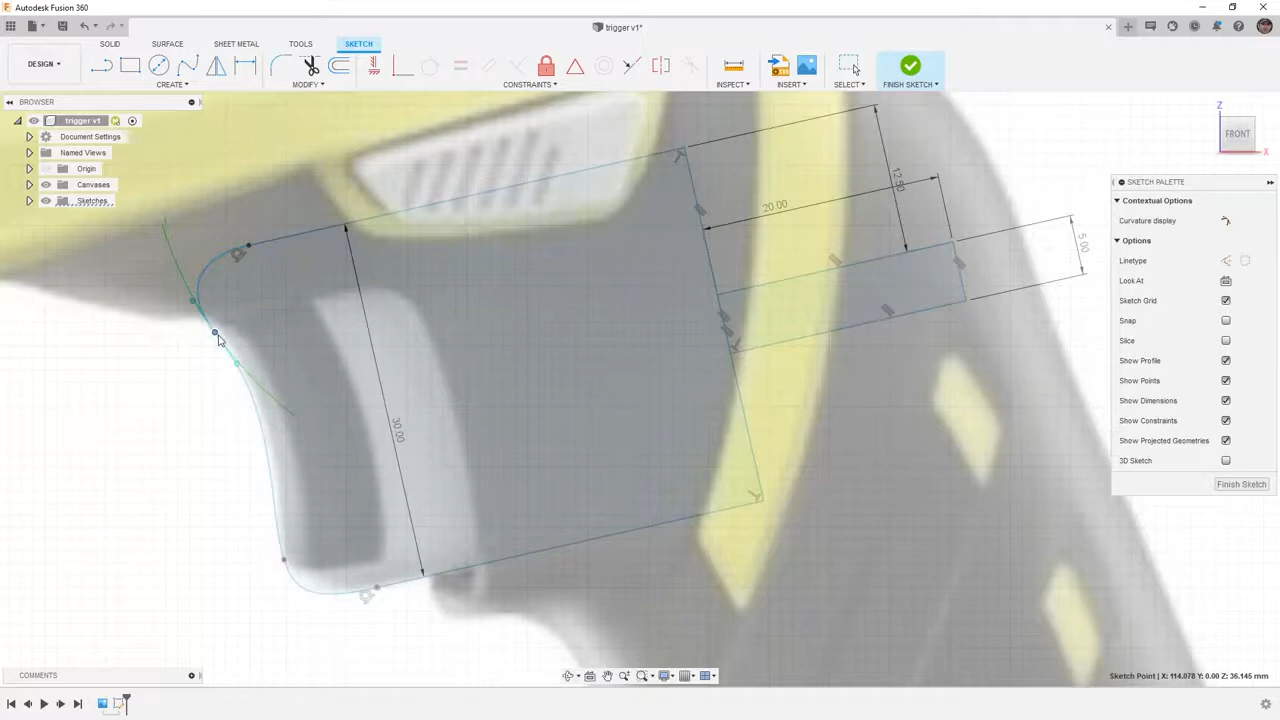 Autodesk Fusion 360
trigger v1*
DESIGN
SOLID SURFACE SHEET METAL TOOLS SKETCH
CREATE MODIFY CONSTRAINTS INSPECT INSERT SELECT FINISH SKETCH
BROWSER
trigger v1
Document Settings
Named Views
Origin
Canvases
Sketches
Z
FRONT
X
12.50
20.00
5.00
30.00
SKETCH PALETTE
Contextual Options
Curvature display
Options
Linetype
Look At
Sketch Grid
Snap
Slice
Show Profile
Show Points
Show Dimensions
Show Constraints
Show Projected Geometries
3D Sketch
Finish Sketch
COMMENTS
Sketch Point | X: 114.078 Y: 0.00 Z: 36.145 mm